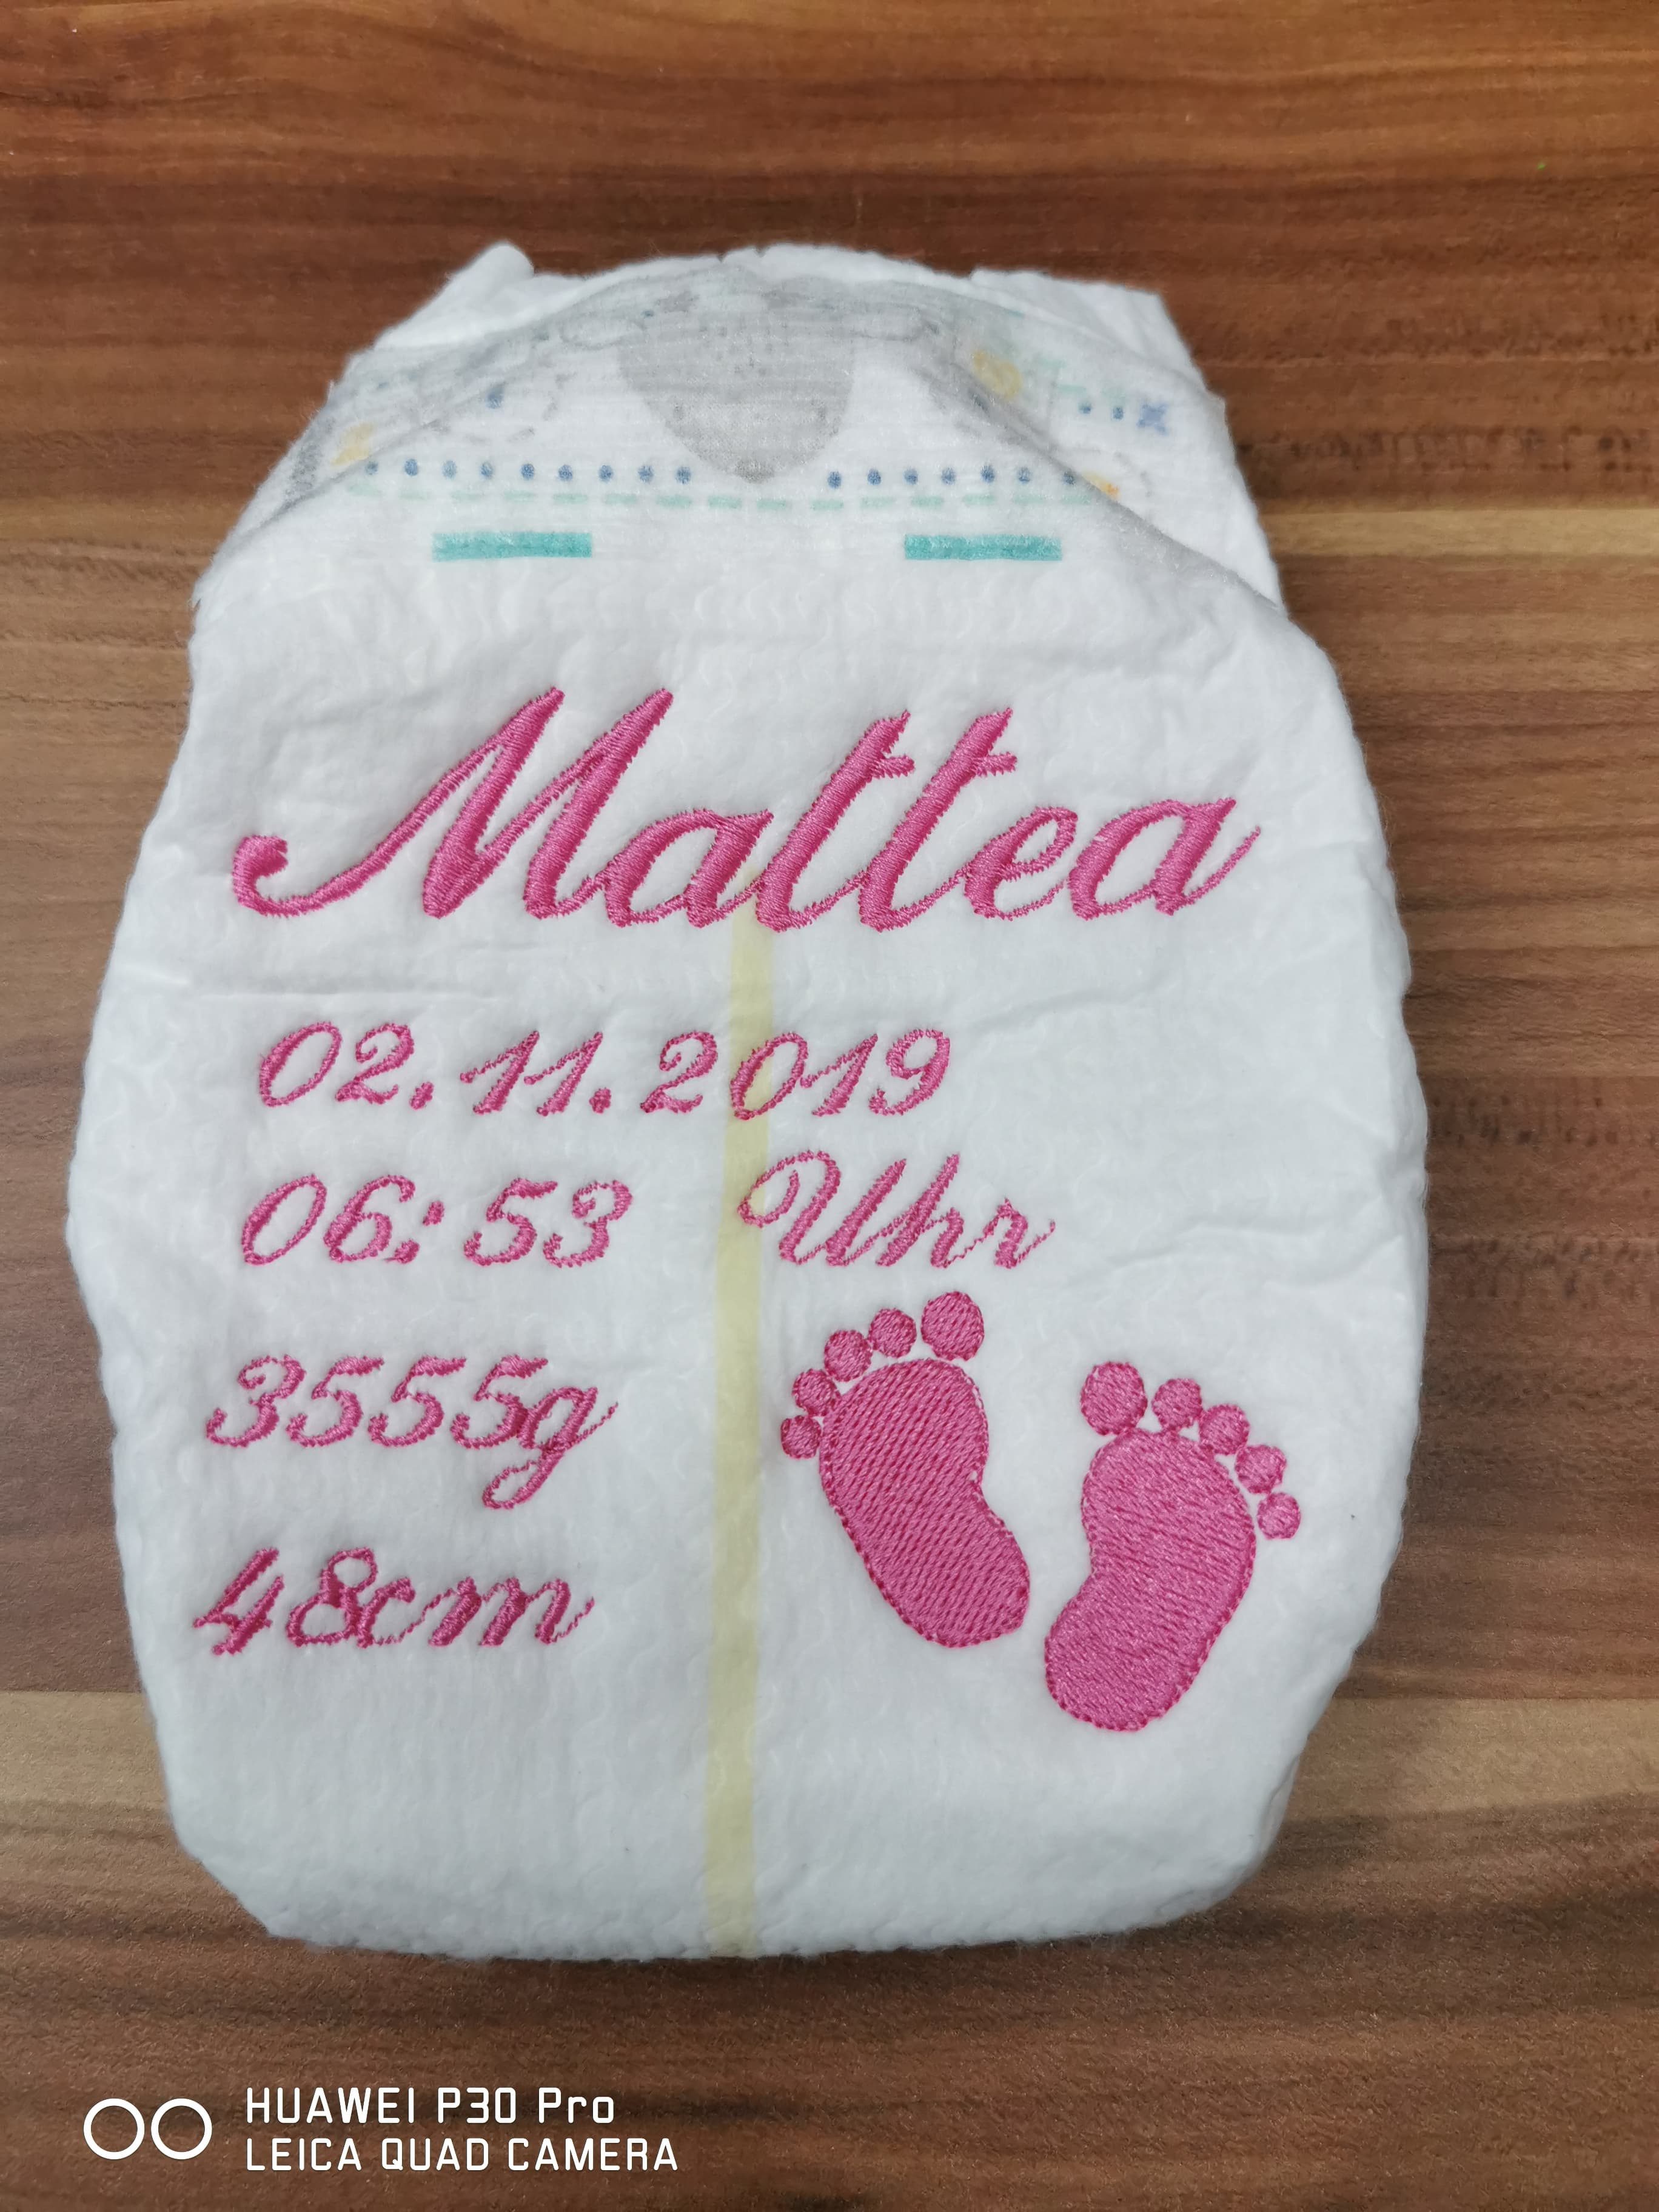 Mattea
02.11.2019
06:53 Uhr
3555g
48cm
HUAWEI P30 Pro
LEICA QUAD CAMERA